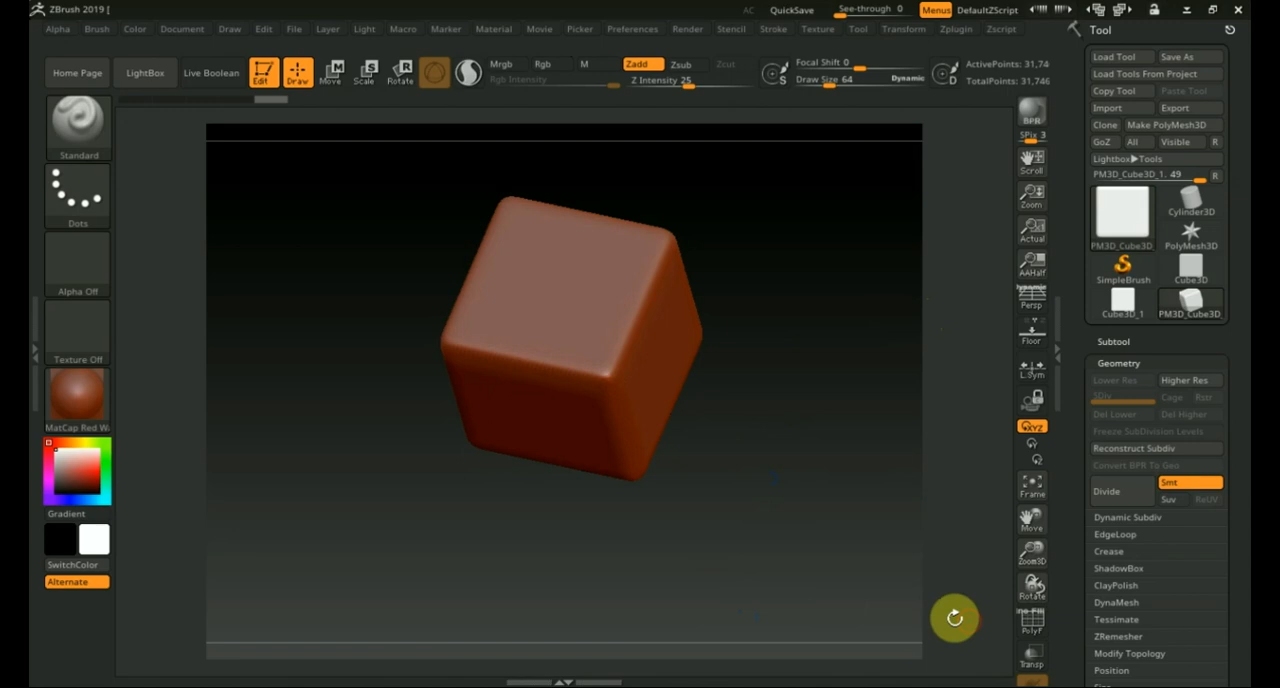 ZBrush 2019 [
AC QuickSave See-through 0 Menus DefaultZScript
Alpha Brush Color Document Draw Edit File Layer Light Macro Marker Material Movie Picker Preferences Render Stencil Stroke Texture Tool Transform Zplugin Zscript
Tool
Home Page LightBox Live Boolean Edit Draw Move Scale Rotate
Mrgb Rgb M Zadd Zsub Zcut
Rgb Intensity Z Intensity 25
Focal Shift 0
Draw Size 64 Dynamic
ActivePoints: 31,74
TotalPoints: 31,746
Load Tool Save As
Load Tools From Project
Copy Tool Paste Tool
Import Export
Clone Make PolyMesh3D
GoZ All Visible R
Lightbox▶Tools
PM3D_Cube3D_1. 49 R
Cylinder3D
PM3D_Cube3D PolyMesh3D
SimpleBrush Cube3D
Cube3D_1 PM3D_Cube3D
Subtool
Geometry
Lower Res Higher Res
SDiv Cage Rstr
Del Lower Del Higher
Freeze SubDivision Levels
Reconstruct Subdiv
Convert BPR To Geo
Divide Smt
Suv ReUV
Dynamic Subdiv
EdgeLoop
Crease
ShadowBox
ClayPolish
DynaMesh
Tessimate
ZRemesher
Modify Topology
Position
Standard
Dots
Alpha Off
Texture Off
MatCap Red W
Gradient
SwitchColor
Alternate
BPR
SPix 3
Scroll
Zoom
Actual
AAHalf
Dynamic
Persp
Floor
L.Sym
XYZ
Frame
Move
Zoom3D
Rotate
PolyF
Transp